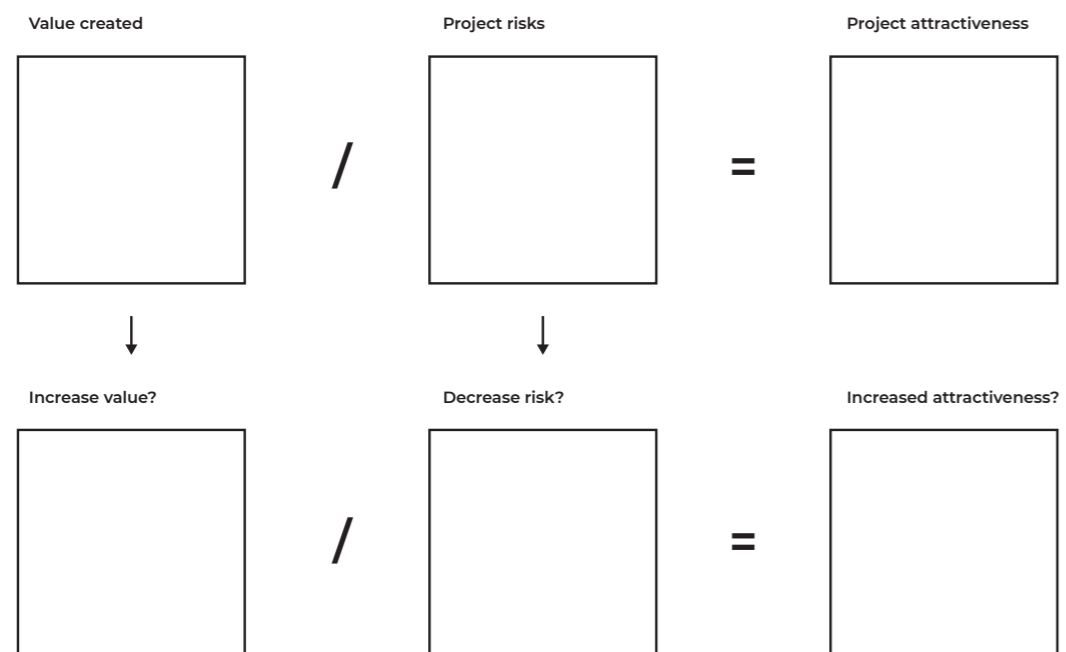 Value created
Project risks
Project attractiveness
/
=
Increase value?
Decrease risk?
Increased attractiveness?
/
=